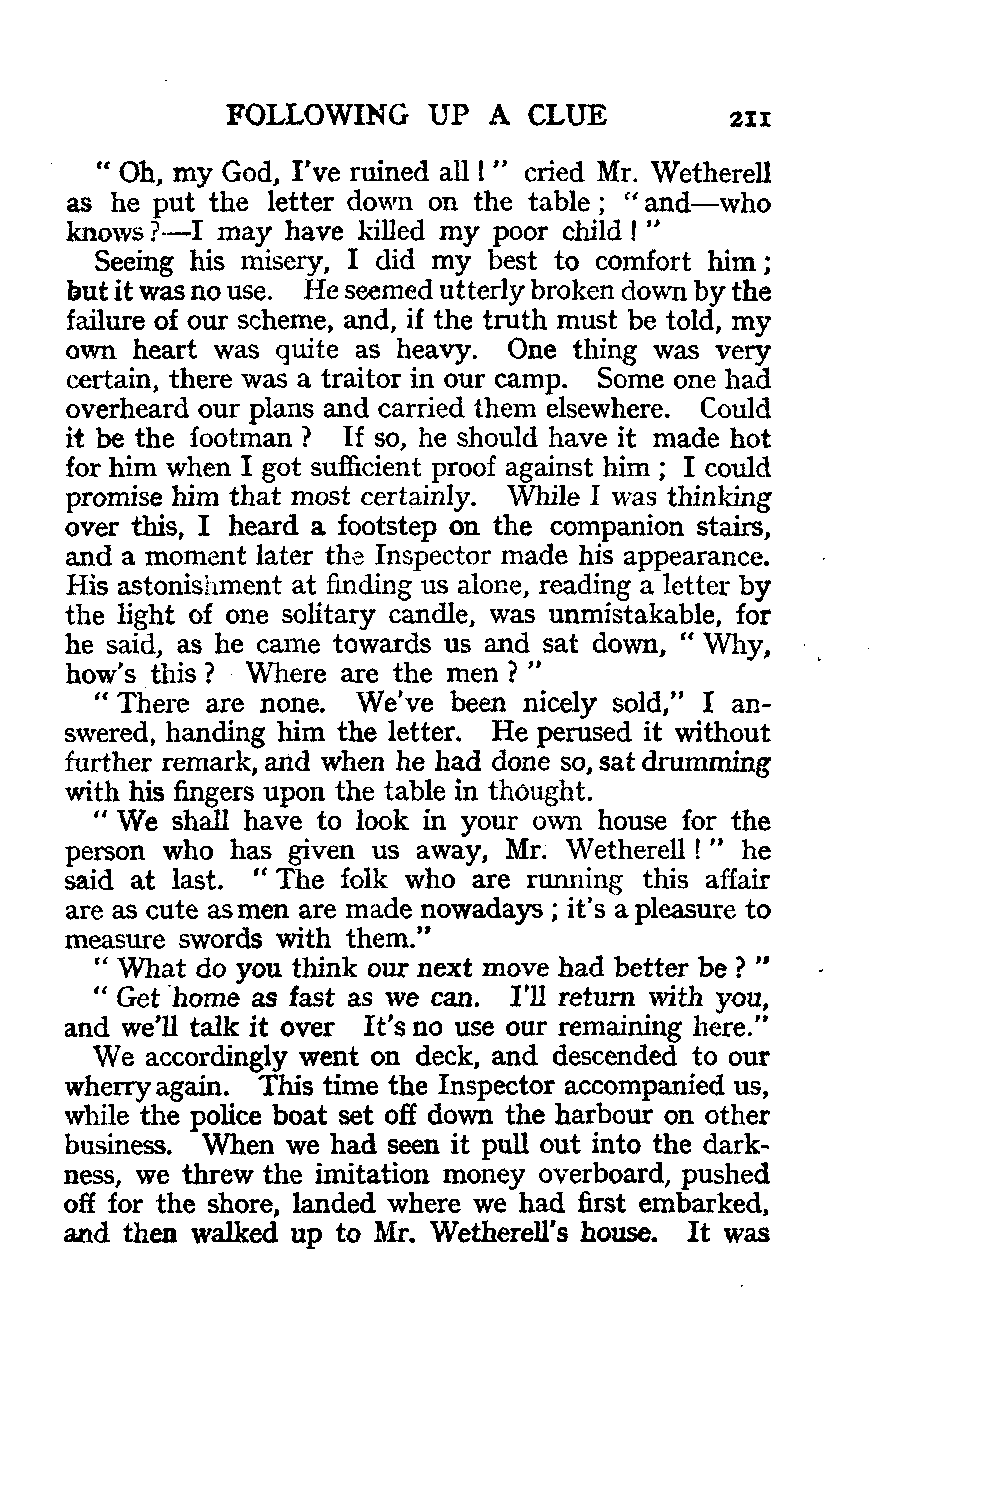 FOLLOWING UP A CLUE 211
“ Oh, my God, I've ruined all ! ” cried Mr. Wetherell
as he put the letter down on the table ; “ and—who
knows ?—I may have killed my poor child ! ”
Seeing his misery, I did my best to comfort him ;
but it was no use. He seemed utterly broken down by the
failure of our scheme, and, if the truth must be told, my
own heart was quite as heavy. One thing was very
certain, there was a traitor in our camp. Some one had
overheard our plans and carried them elsewhere. Could
it be the footman ? If so, he should have it made hot
for him when I got sufficient proof against him ; I could
promise him that most certainly. While I was thinking
over this, I heard a footstep on the companion stairs,
and a moment later the Inspector made his appearance.
His astonishment at finding us alone, reading a letter by
the light of one solitary candle, was unmistakable, for
he said, as he came towards us and sat down, “ Why,
how's this ? Where are the men ? ”
“ There are none. We've been nicely sold,” I an-
swered, handing him the letter. He perused it without
further remark, and when he had done so, sat drumming
with his fingers upon the table in thought.
“ We shall have to look in your own house for the
person who has given us away, Mr. Wetherell ! ” he
said at last. “ The folk who are running this affair
are as cute as men are made nowadays ; it's a pleasure to
measure swords with them.”
“ What do you think our next move had better be ? ”
“ Get home as fast as we can. I'll return with you,
and we'll talk it over It's no use our remaining here.”
We accordingly went on deck, and descended to our
wherry again. This time the Inspector accompanied us,
while the police boat set off down the harbour on other
business. When we had seen it pull out into the dark-
ness, we threw the imitation money overboard, pushed
off for the shore, landed where we had first embarked,
and then walked up to Mr. Wetherell's house. It was